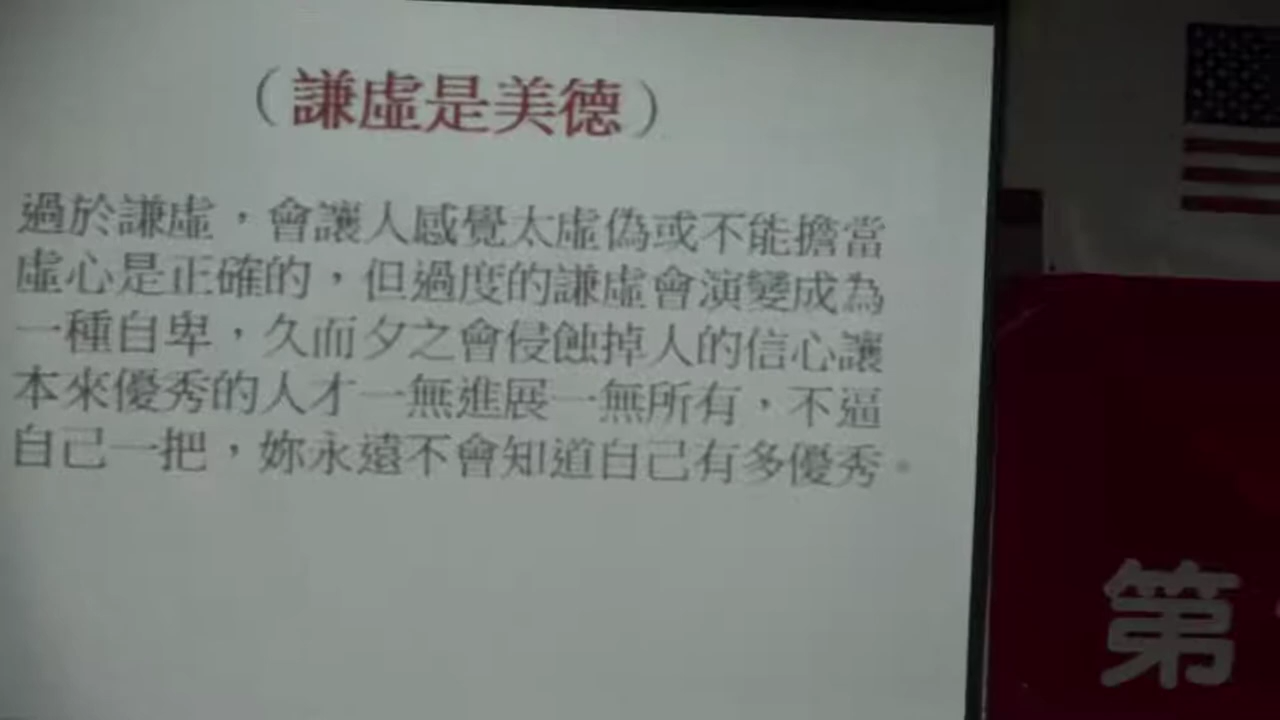 （謙虛是美德）
過於謙虛，會讓人感覺太虛偽或不能擔當
虛心是正確的，但過度的謙虛會演變成為
一種自卑，久而夕之會侵蝕掉人的信心讓
本來優秀的人才一無進展一無所有，不逼
自己一把，妳永遠不會知道自己有多優秀。
第